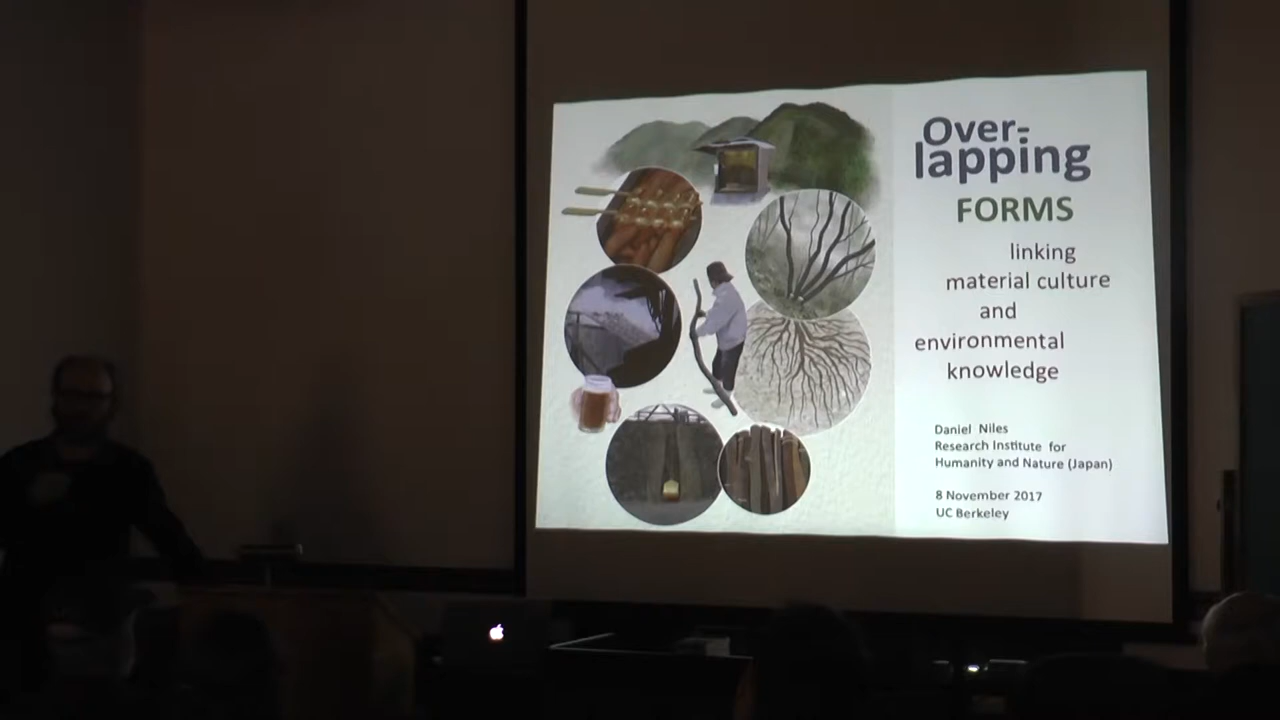 Over-
lapping
FORMS
linking
material culture
and
environmental
knowledge
Daniel Niles
Research Institute for
Humanity and Nature (Japan)
8 November 2017
UC Berkeley